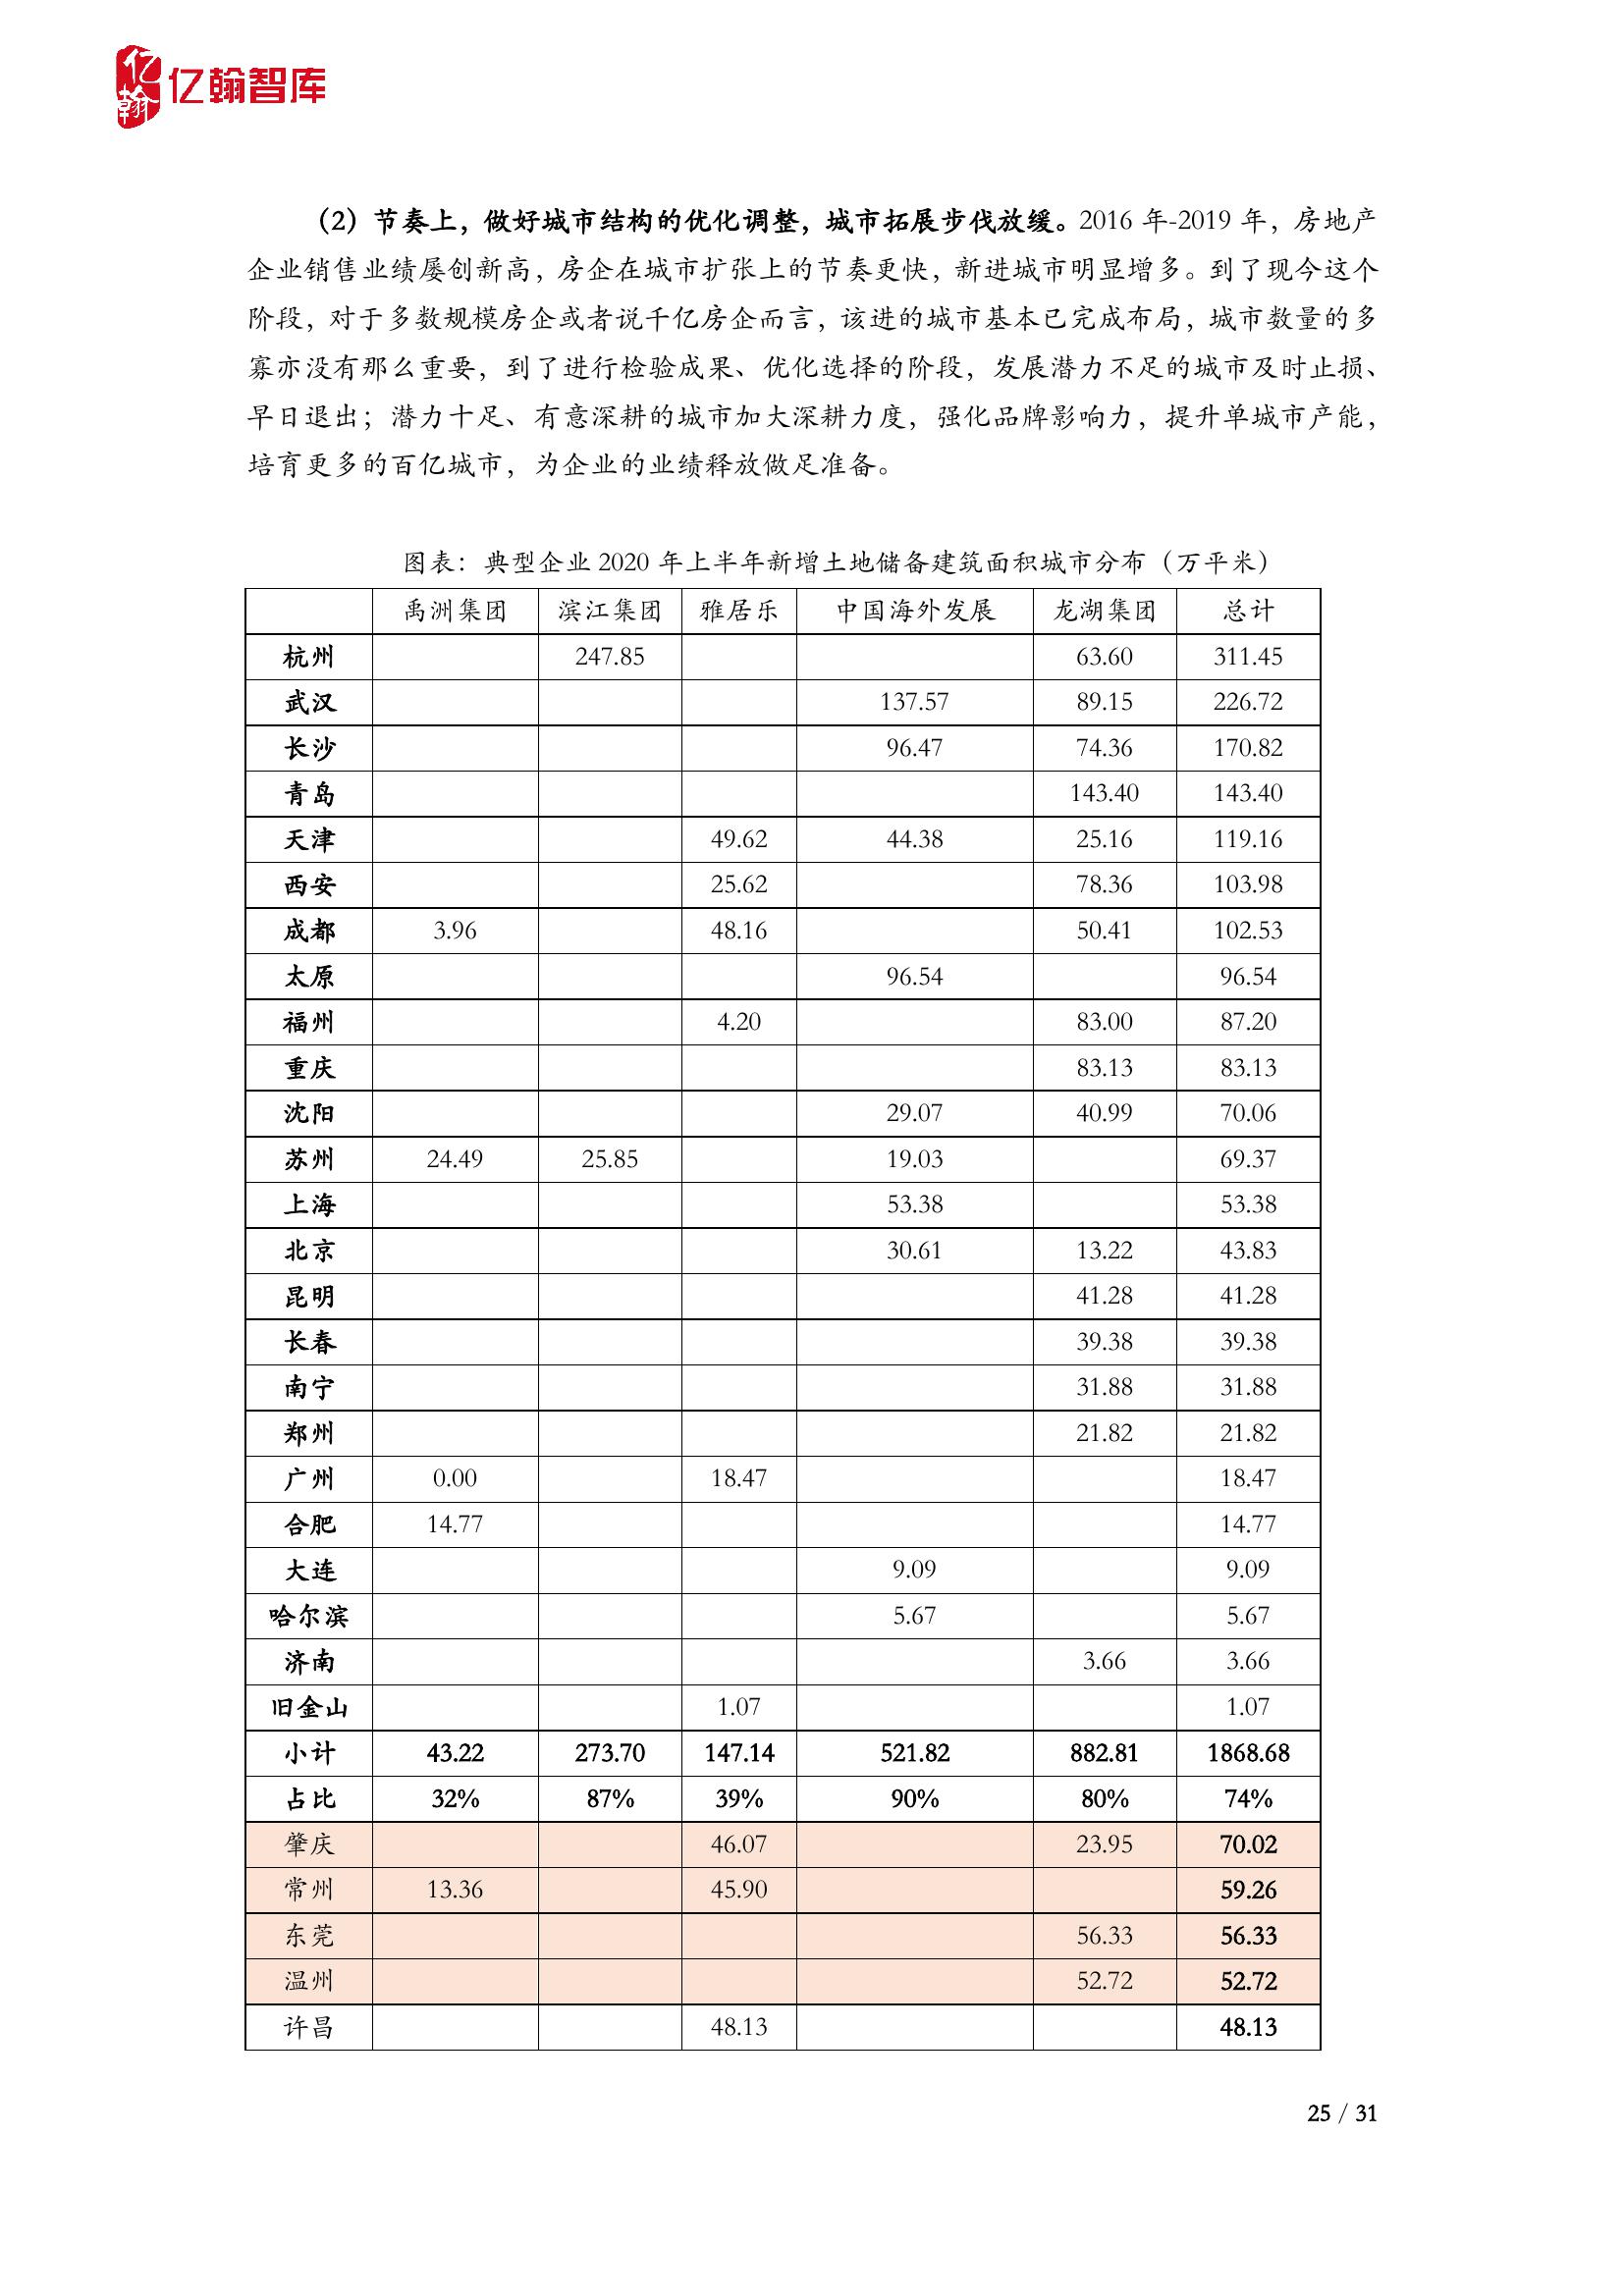 亿翰
亿翰智库
（2）节奏上，做好城市结构的优化调整，城市拓展步伐放缓。2016 年-2019 年，房地产
企业销售业绩屡创新高，房企在城市扩张上的节奏更快，新进城市明显增多。到了现今这个
阶段，对于多数规模房企或者说千亿房企而言，该进的城市基本已完成布局，城市数量的多
寡亦没有那么重要，到了进行检验成果、优化选择的阶段，发展潜力不足的城市及时止损、
早日退出；潜力十足、有意深耕的城市加大深耕力度，强化品牌影响力，提升单城市产能，
培育更多的百亿城市，为企业的业绩释放做足准备。
图表：典型企业 2020 年上半年新增土地储备建筑面积城市分布（万平米）
禹洲集团 滨江集团 雅居乐 中国海外发展 龙湖集团 总计
杭州 247.85 63.60 311.45
武汉 137.57 89.15 226.72
长沙 96.47 74.36 170.82
青岛 143.40 143.40
天津 49.62 44.38 25.16 119.16
西安 25.62 78.36 103.98
成都 3.96 48.16 50.41 102.53
太原 96.54 96.54
福州 4.20 83.00 87.20
重庆 83.13 83.13
沈阳 29.07 40.99 70.06
苏州 24.49 25.85 19.03 69.37
上海 53.38 53.38
北京 30.61 13.22 43.83
昆明 41.28 41.28
长春 39.38 39.38
南宁 31.88 31.88
郑州 21.82 21.82
广州 0.00 18.47 18.47
合肥 14.77 14.77
大连 9.09 9.09
哈尔滨 5.67 5.67
济南 3.66 3.66
旧金山 1.07 1.07
小计 43.22 273.70 147.14 521.82 882.81 1868.68
占比 32% 87% 39% 90% 80% 74%
肇庆 46.07 23.95 70.02
常州 13.36 45.90 59.26
东莞 56.33 56.33
温州 52.72 52.72
许昌 48.13 48.13
25 / 31